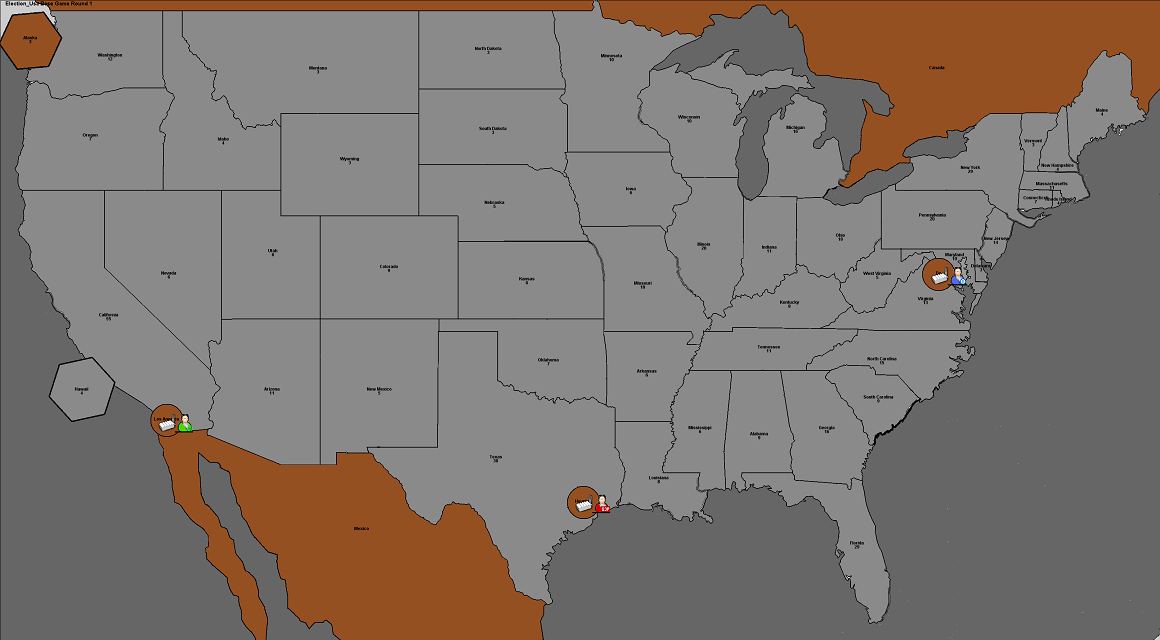 Election_Usa Base Game Round 1
Alaska
3
Washington
12
Montana
3
North Dakota
3
Minnesota
10
Canada
Maine
4
Oregon
7
Idaho
4
Wyoming
3
South Dakota
3
Wisconsin
10
Michigan
16
Vermont
3
New York
29
New Hampshire
4
Massachusetts
11
Connecticut
Iowa
6
Nebraska
5
Pennsylvania
20
New Jersey
14
Ohio
18
Illinois
20
Indiana
11
Utah
6
Colorado
9
Nevada
6
Kansas
6
Missouri
10
West Virginia
5
Maryland
10
Delaware
Virginia
13
Kentucky
8
California
55
Tennessee
11
North Carolina
15
Oklahoma
7
Arkansas
6
Arizona
11
New Mexico
5
South Carolina
9
Hawaii
4
Los Angeles
Mississippi
6
Alabama
9
Georgia
16
Texas
38
Louisiana
8
Mexico
Florida
29